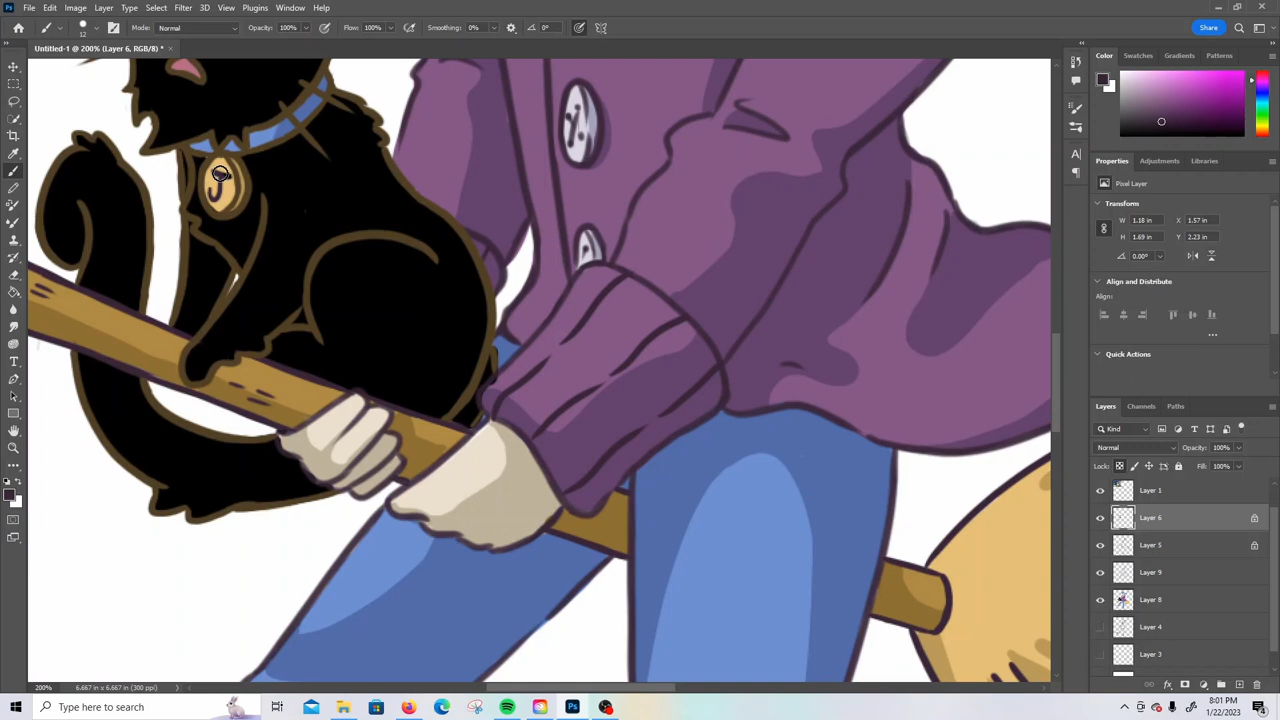 Ps File Edit Image Layer Type Select Filter 3D View Plugins Window Help
12 Mode: Normal Opacity: 100% Flow: 100% Smoothing: 0% 0° Share
Untitled-1 @ 200% (Layer 6, RGB/8) * ×
Color Swatches Gradients Patterns
J
Properties Adjustments Libraries
Pixel Layer
Transform
W 1.18 in X 1.57 in
H 1.69 in Y 2.23 in
0.00°
Align and Distribute
Align:
Quick Actions
Layers Channels Paths
Kind
Normal Opacity: 100%
Lock: Fill: 100%
Layer 1
Layer 6
Layer 5
Layer 9
Layer 8
Layer 4
Layer 3
200% 6.667 in x 6.667 in (300 ppi)
Type here to search
8:01 PM
1/22/2023